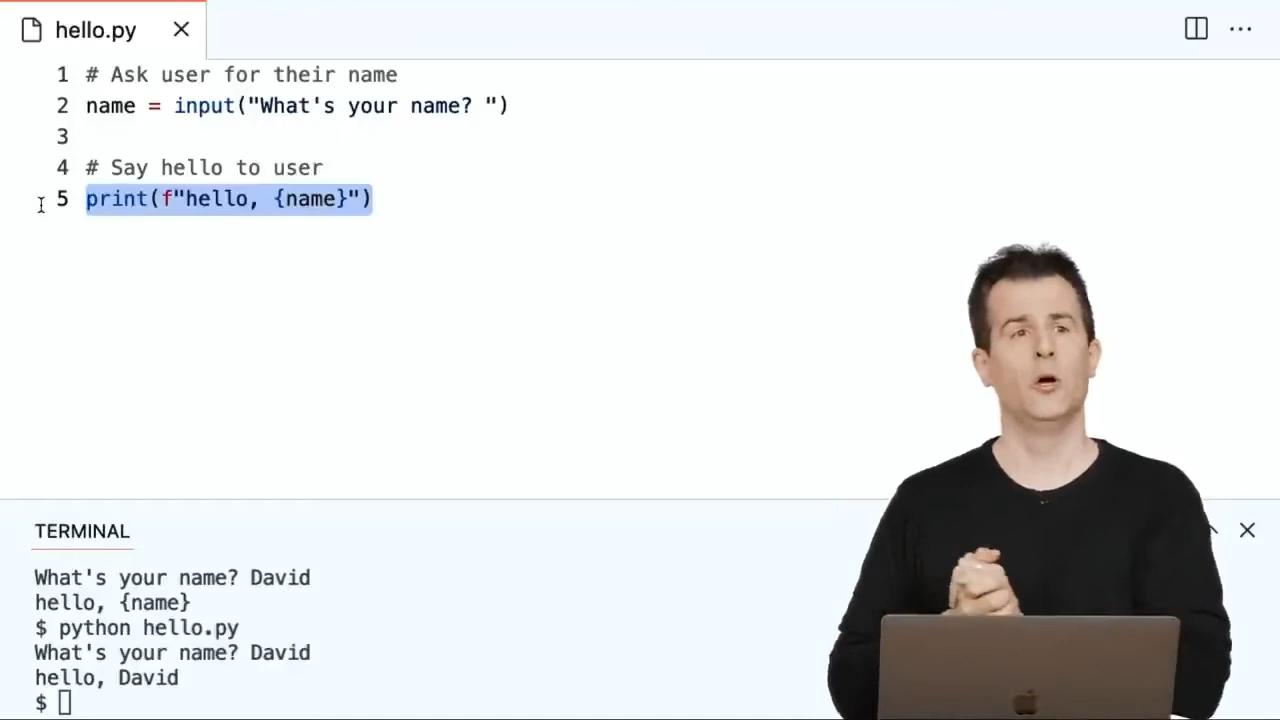 hello.py
1 # Ask user for their name
2 name = input("What's your name? ")
3
4 # Say hello to user
5 print(f"hello, {name}")
TERMINAL
What's your name? David
hello, {name}
$ python hello.py
What's your name? David
hello, David
$